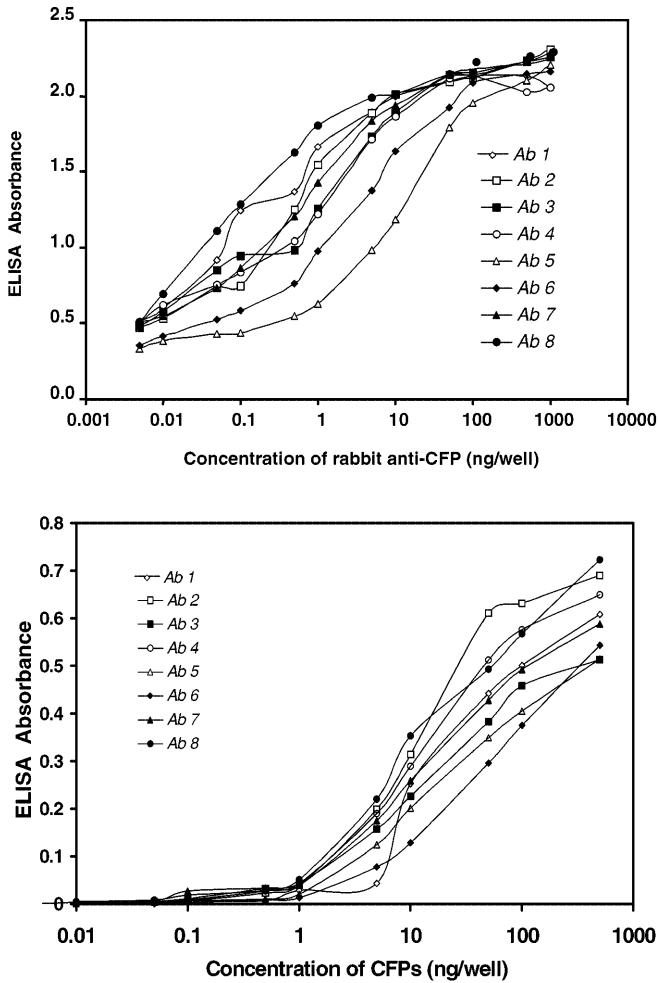 2.5
2.0
1.5
1.0
0.5
0.0
ELISA Absorbance
Ab 1
Ab 2
Ab 3
Ab 4
Ab 5
Ab 6
Ab 7
Ab 8
0.001 0.01 0.1 1 10 100 1000 10000
Concentration of rabbit anti-CFP (ng/well)
0.8
0.7
0.6
0.5
0.4
0.3
0.2
0.1
0
ELISA Absorbance
Ab 1
Ab 2
Ab 3
Ab 4
Ab 5
Ab 6
Ab 7
Ab 8
0.01 0.1 1 10 100 1000
Concentration of CFPs (ng/well)